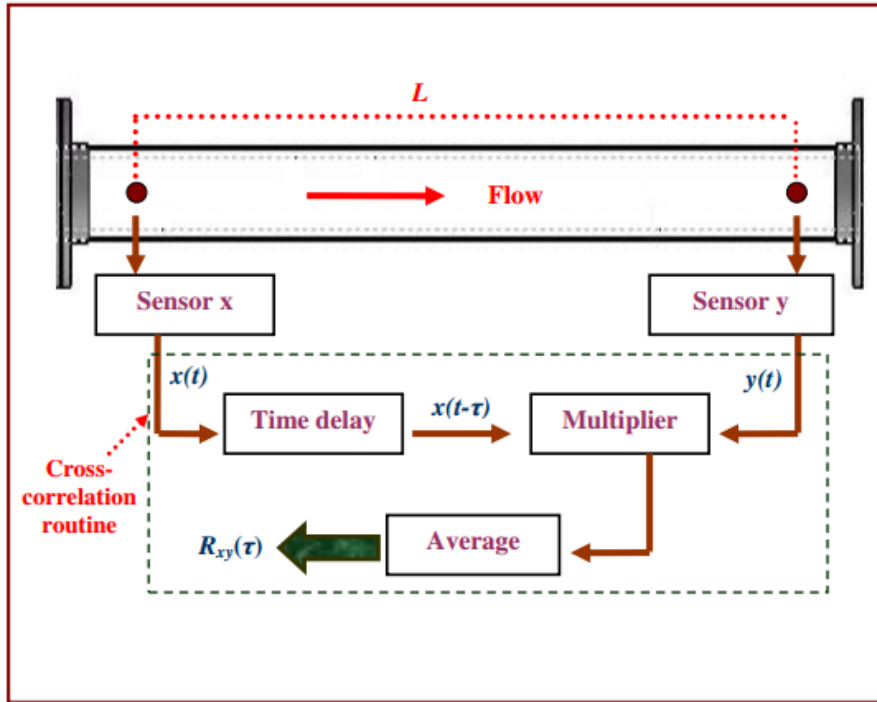 L
Flow
Sensor x
Sensor y
x(t)
y(t)
Time delay
x(t-τ)
Multiplier
Cross-
correlation
routine
Rxy(τ)
Average